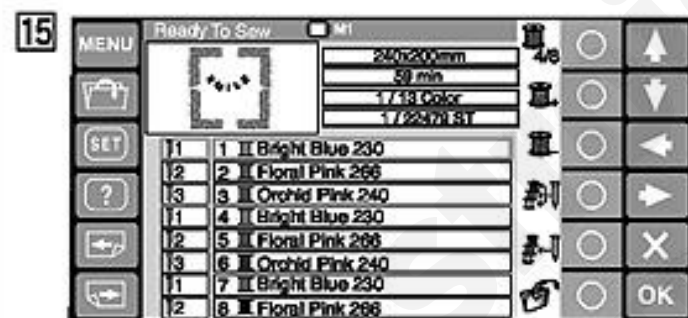 15
MENU
Ready To Sew M1
240x200mm
59 min
1 / 13 Color
1 / 22479 ST
4/6
SET
?
OK
1 1 Bright Blue 230
2 2 Floral Pink 266
3 3 Orchid Pink 240
1 4 Bright Blue 230
2 5 Floral Pink 266
3 6 Orchid Pink 240
1 7 Bright Blue 230
2 8 Floral Pink 266